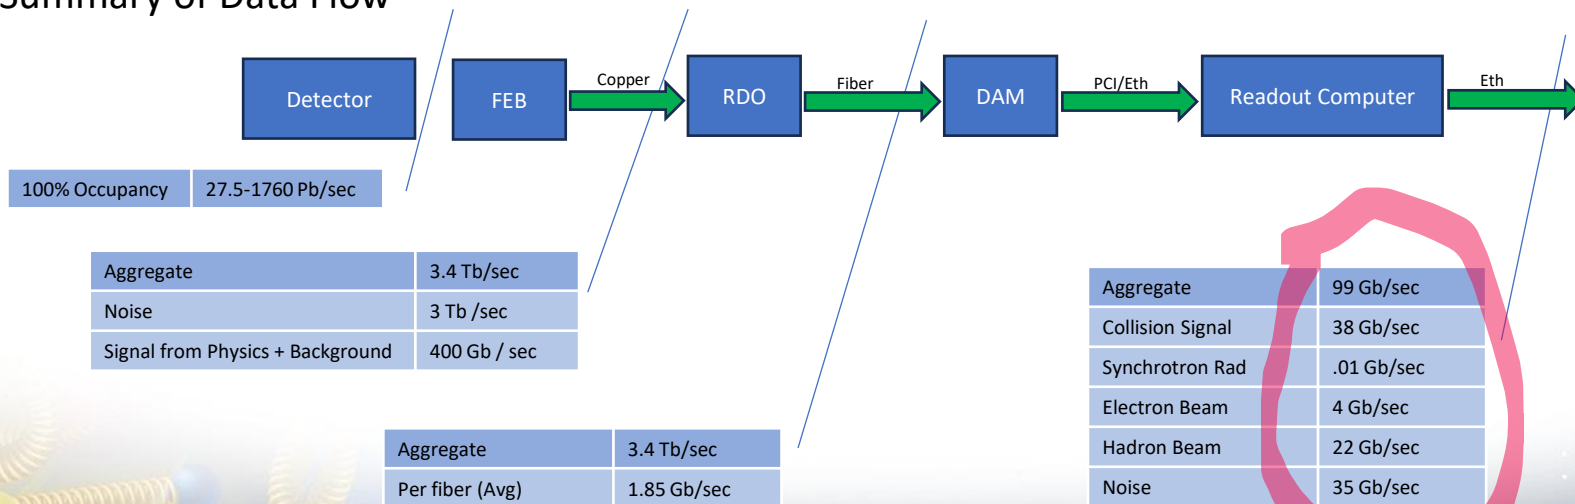 Summary of Data Flow
Detector
FEB
Copper
RDO
Fiber
DAM
PCI/Eth
Readout Computer
Eth
100% Occupancy 27.5-1760 Pb/sec
Aggregate 3.4 Tb/sec
Noise 3 Tb /sec
Signal from Physics + Background 400 Gb / sec
Aggregate 99 Gb/sec
Collision Signal 38 Gb/sec
Synchrotron Rad .01 Gb/sec
Electron Beam 4 Gb/sec
Hadron Beam 22 Gb/sec
Noise 35 Gb/sec
Aggregate 3.4 Tb/sec
Per fiber (Avg) 1.85 Gb/sec